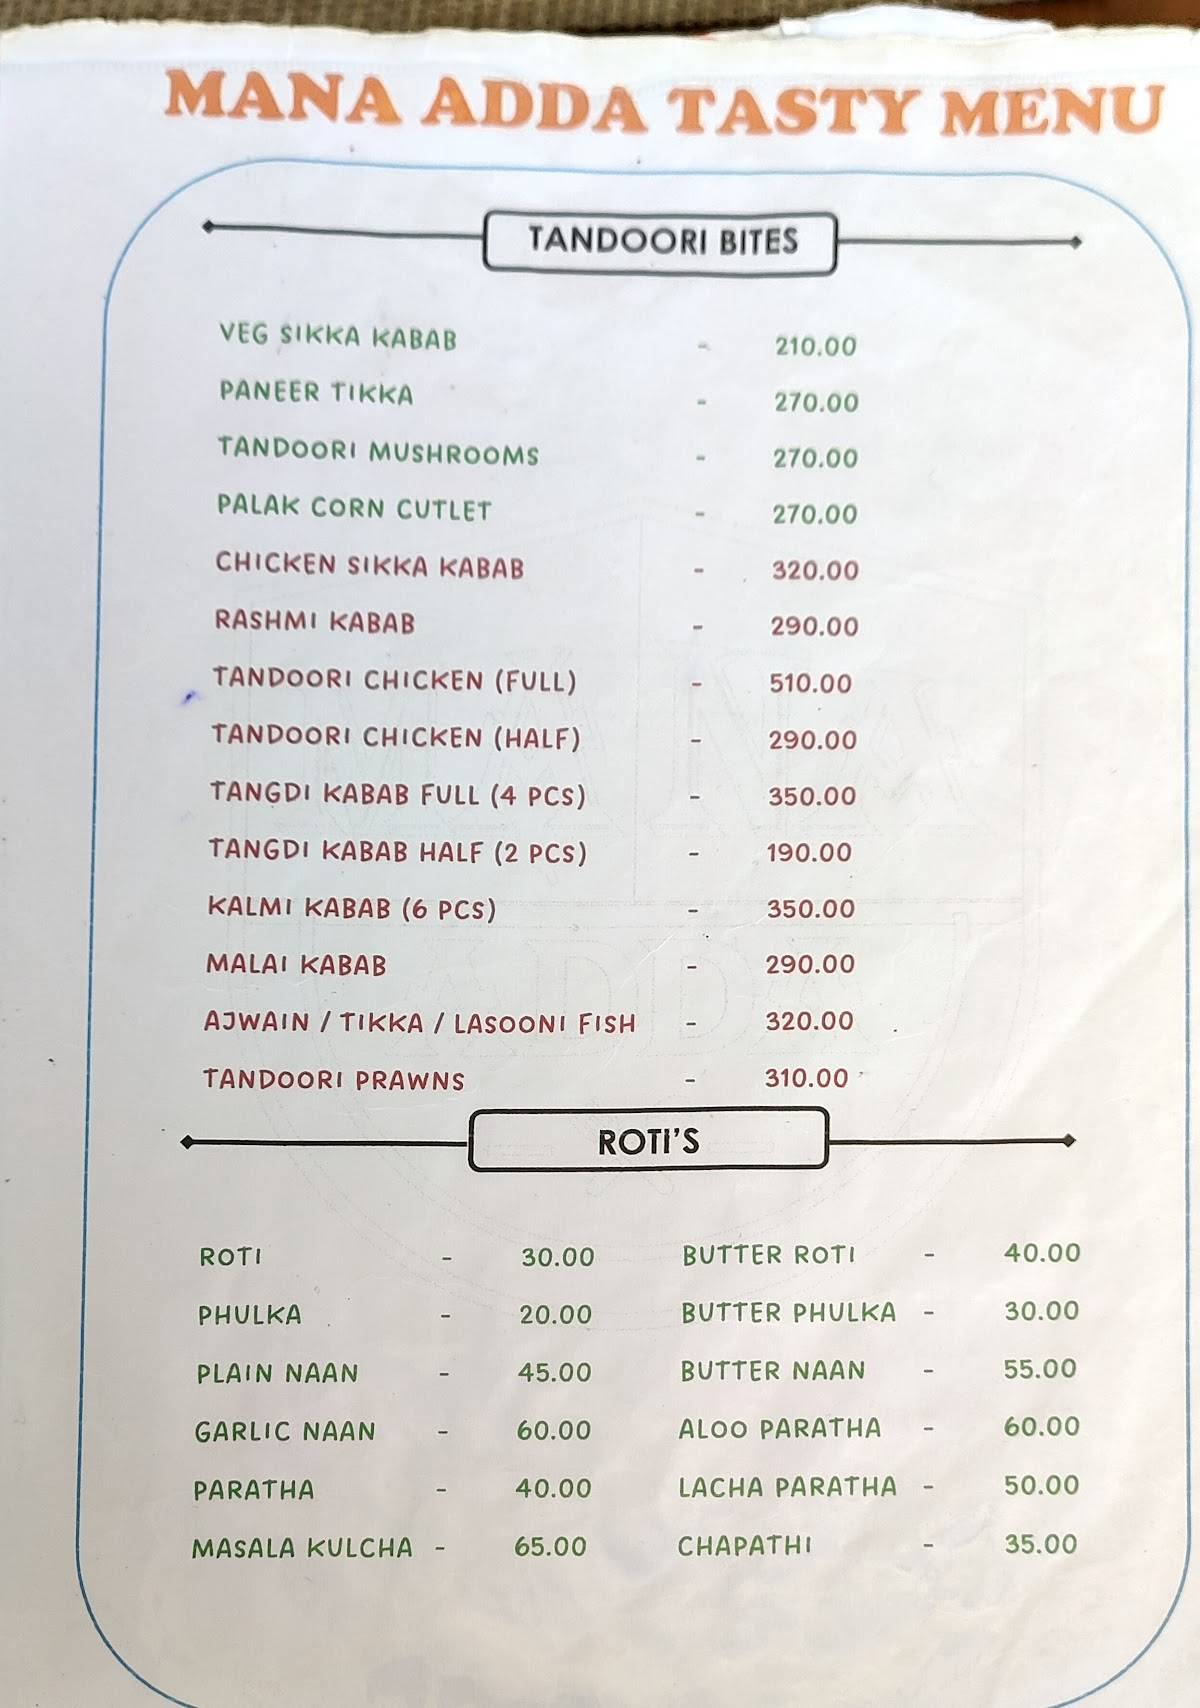 MANA ADDA TASTY MENU
TANDOORI BITES
VEG SIKKA KABAB - 210.00
PANEER TIKKA - 270.00
TANDOORI MUSHROOMS - 270.00
PALAK CORN CUTLET - 270.00
CHICKEN SIKKA KABAB - 320.00
RASHMI KABAB - 290.00
TANDOORI CHICKEN (FULL) - 510.00
TANDOORI CHICKEN (HALF) - 290.00
TANGDI KABAB FULL (4 PCS) - 350.00
TANGDI KABAB HALF (2 PCS) - 190.00
KALMI KABAB (6 PCS) - 350.00
MALAI KABAB - 290.00
AJWAIN / TIKKA / LASOONI FISH - 320.00
TANDOORI PRAWNS - 310.00
ROTI'S
ROTI - 30.00 BUTTER ROTI - 40.00
PHULKA - 20.00 BUTTER PHULKA - 30.00
PLAIN NAAN - 45.00 BUTTER NAAN - 55.00
GARLIC NAAN - 60.00 ALOO PARATHA - 60.00
PARATHA - 40.00 LACHA PARATHA - 50.00
MASALA KULCHA - 65.00 CHAPATHI - 35.00
MANA
ADDA